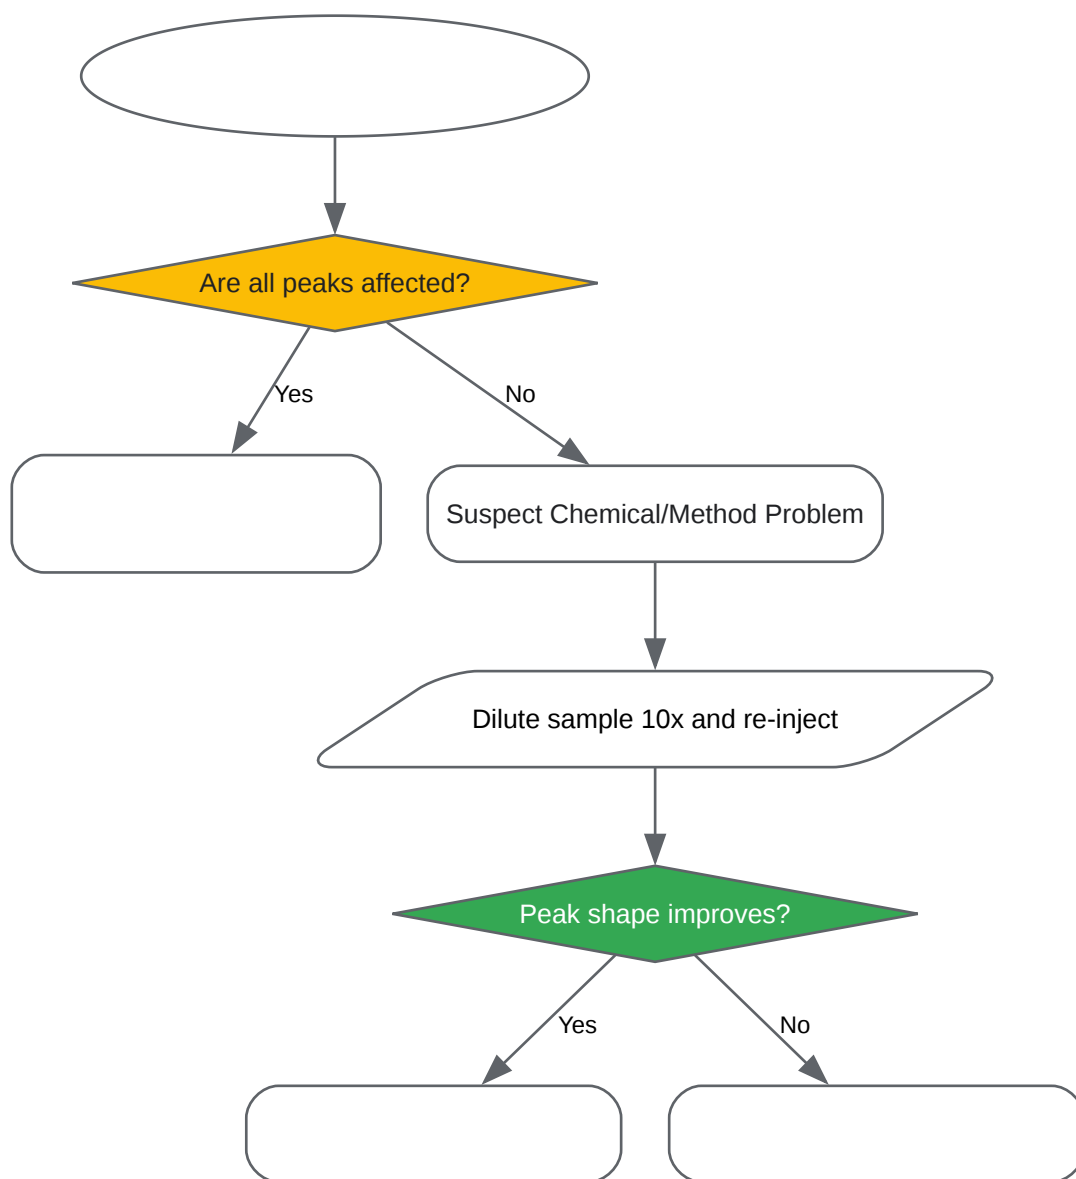 Are all peaks affected?
Yes
No
Suspect Chemical/Method Problem
Dilute sample 10x and re-inject
Peak shape improves?
Yes
No